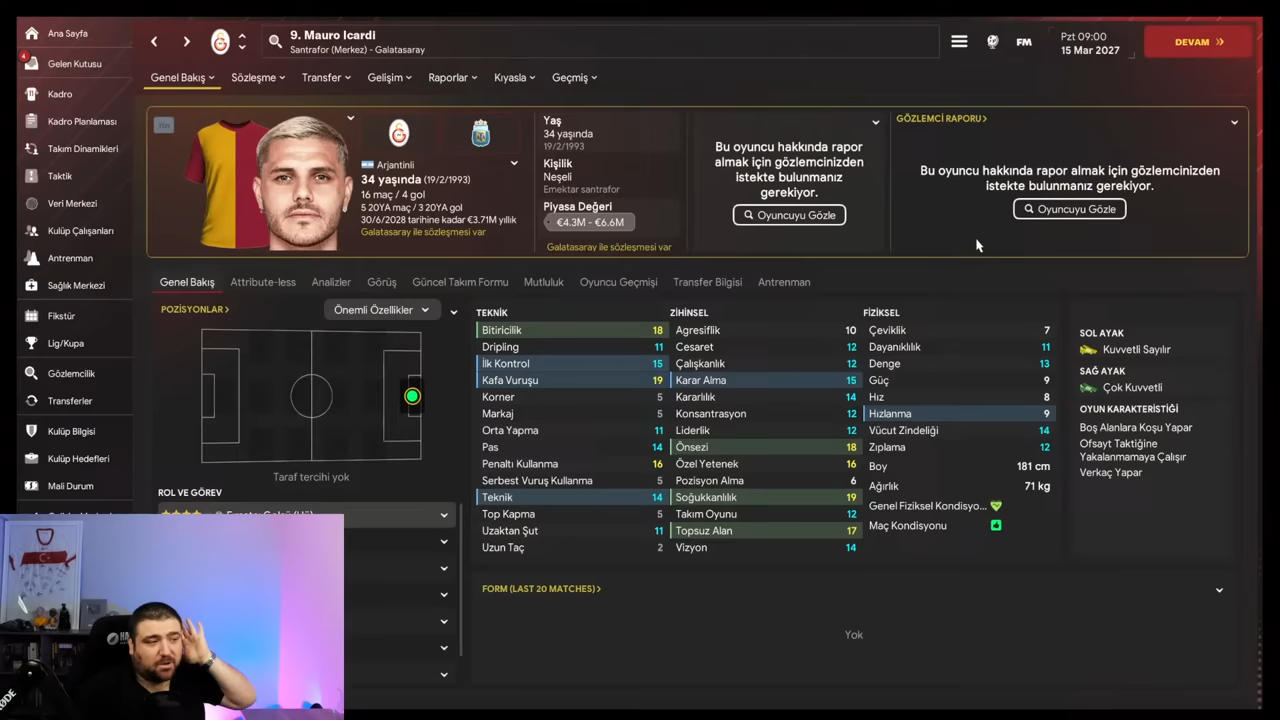 Ana Sayfa
4
Gelen Kutusu
Kadro
Kadro Planlaması
Takım Dinamikleri
Taktik
Veri Merkezi
Kulüp Çalışanları
Antrenman
Sağlık Merkezi
Fikstür
Lig/Kupa
Gözlemcilik
Transferler
Kulüp Bilgisi
Kulüp Hedefleri
Mali Durum
9. Mauro Icardi
Santrafor (Merkez) - Galatasaray
FM
Pzt 09:00
15 Mar 2027
DEVAM
Genel Bakış
Sözleşme
Transfer
Gelişim
Raporlar
Kıyasla
Geçmiş
Arjantinli
34 yaşında (19/2/1993)
16 maç / 4 gol
5 20YA maç / 3 20YA gol
30/6/2028 tarihine kadar €3.71M yıllık
Galatasaray ile sözleşmesi var
Yaş
34 yaşında
19/2/1993
Kişilik
Neşeli
Emektar santrafor
Piyasa Değeri
€4.3M - €6.6M
Galatasaray ile sözleşmesi var
Bu oyuncu hakkında rapor
almak için gözlemcinizden
istekte bulunmanız
gerekiyor.
Oyuncuyu Gözle
GÖZLEMCİ RAPORU>
Bu oyuncu hakkında rapor almak için gözlemcinizden
istekte bulunmanız gerekiyor.
Oyuncuyu Gözle
Genel Bakış
Attribute-less
Analizler
Görüş
Güncel Takım Formu
Mutluluk
Oyuncu Geçmişi
Transfer Bilgisi
Antrenman
POZİSYONLAR>
Önemli Özellikler
Taraf tercihi yok
ROL VE GÖREV
TEKNİK
Bitiricilik 18
Dripling 11
İlk Kontrol 15
Kafa Vuruşu 19
Korner 5
Markaj 5
Orta Yapma 11
Pas 14
Penaltı Kullanma 16
Serbest Vuruş Kullanma 5
Teknik 14
Top Kapma 5
Uzaktan Şut 11
Uzun Taç 2
ZİHİNSEL
Agresiflik 10
Cesaret 12
Çalışkanlık 12
Karar Alma 15
Kararlılık 14
Konsantrasyon 12
Liderlik 12
Önsezi 18
Özel Yetenek 16
Pozisyon Alma 6
Soğukkanlılık 19
Takım Oyunu 12
Topsuz Alan 17
Vizyon 14
FİZİKSEL
Çeviklik 7
Dayanıklılık 11
Denge 13
Güç 9
Hız 8
Hızlanma 9
Vücut Zindeliği 14
Zıplama 12
Boy 181 cm
Ağırlık 71 kg
Genel Fiziksel Kondisyo...
Maç Kondisyonu
SOL AYAK
Kuvvetli Sayılır
SAĞ AYAK
Çok Kuvvetli
OYUN KARAKTERİSTİĞİ
Boş Alanlara Koşu Yapar
Ofsayt Taktiğine
Yakalanmamaya Çalışır
Verkaç Yapar
FORM (LAST 20 MATCHES)>
Yok